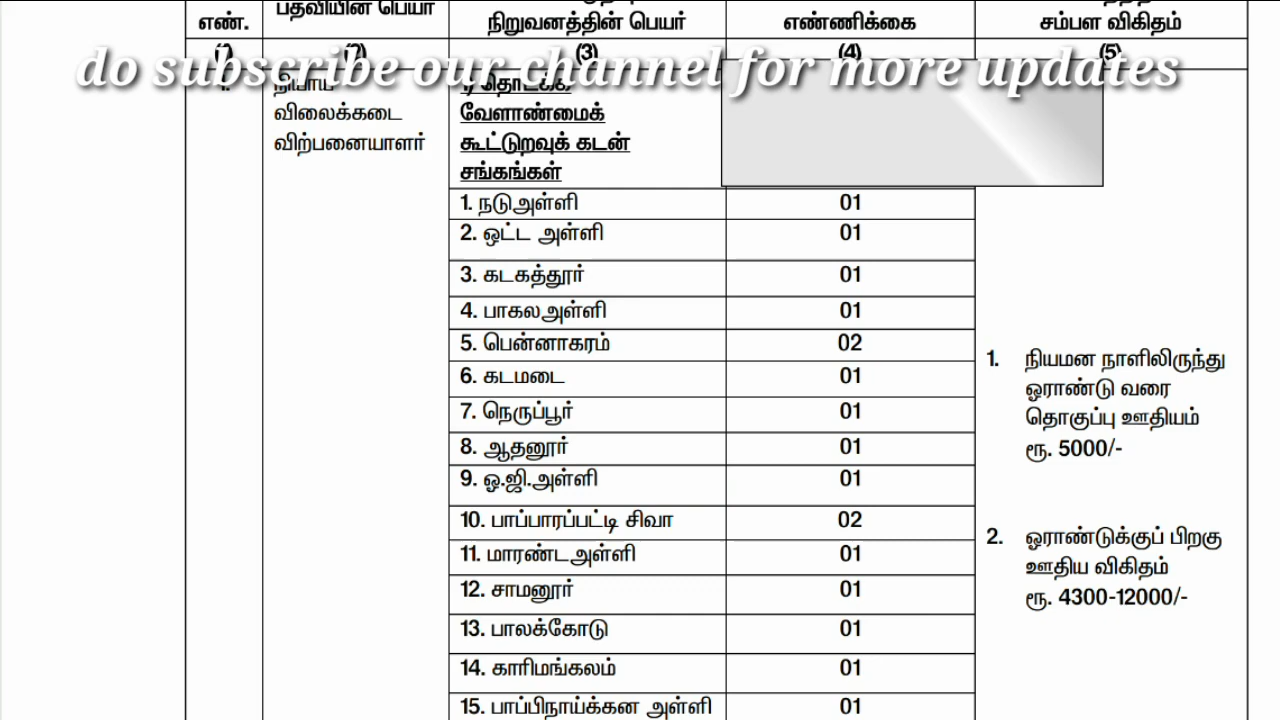 எண்.
நிறுவனத்தின் பெயர்
எண்ணிக்கை
சம்பள விகிதம்
(2)
(3)
(4)
(5)
do subscribe our channel for more updates
விலைக்கடை
விற்பனையாளர்
வேளாண்மைக்
கூட்டுறவுக் கடன்
சங்கங்கள்
1. நடுஅள்ளி 01
2. ஒட்ட அள்ளி 01
3. கடகத்தூர் 01
4. பாகலஅள்ளி 01
5. பென்னாகரம் 02
6. கடமடை 01
7. நெருப்பூர் 01
8. ஆதனூர் 01
9. ஓ.ஜி.அள்ளி 01
10. பாப்பாரப்பட்டி சிவா 02
11. மாரண்டஅள்ளி 01
12. சாமனூர் 01
13. பாலக்கோடு 01
14. காரிமங்கலம் 01
15. பாப்பிநாய்க்கன அள்ளி 01
1. நியமன நாளிலிருந்து
ஓராண்டு வரை
தொகுப்பு ஊதியம்
ரூ. 5000/-
2. ஓராண்டுக்குப் பிறகு
ஊதிய விகிதம்
ரூ. 4300-12000/-